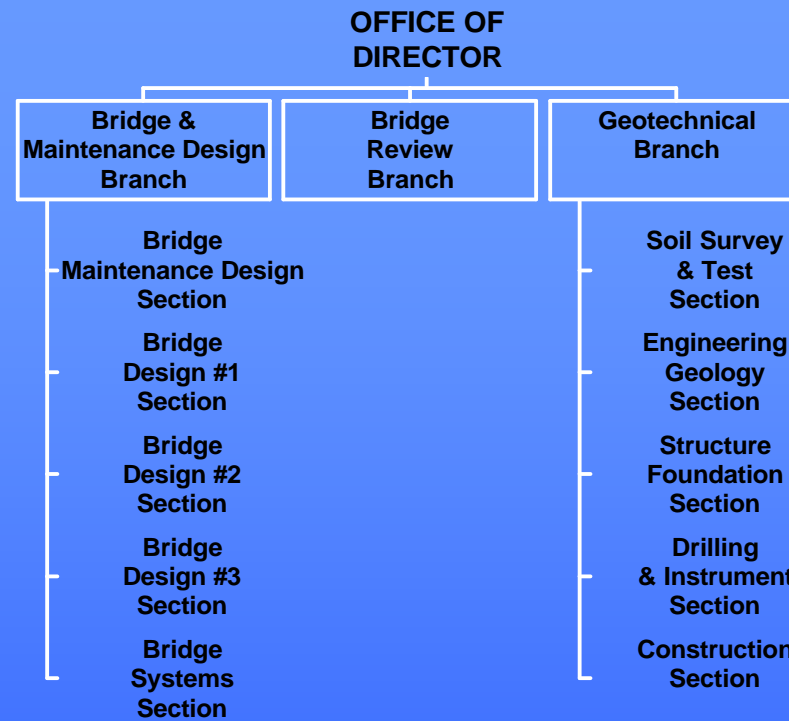 OFFICE OF
DIRECTOR
Bridge &
Maintenance Design
Branch
Bridge
Review
Branch
Geotechnical
Branch
Bridge
Maintenance Design
Section
Bridge
Design #1
Section
Bridge
Design #2
Section
Bridge
Design #3
Section
Bridge
Systems
Section
Soil Survey
& Test
Section
Engineering
Geology
Section
Structure
Foundation
Section
Drilling
& Instrument
Section
Construction
Section